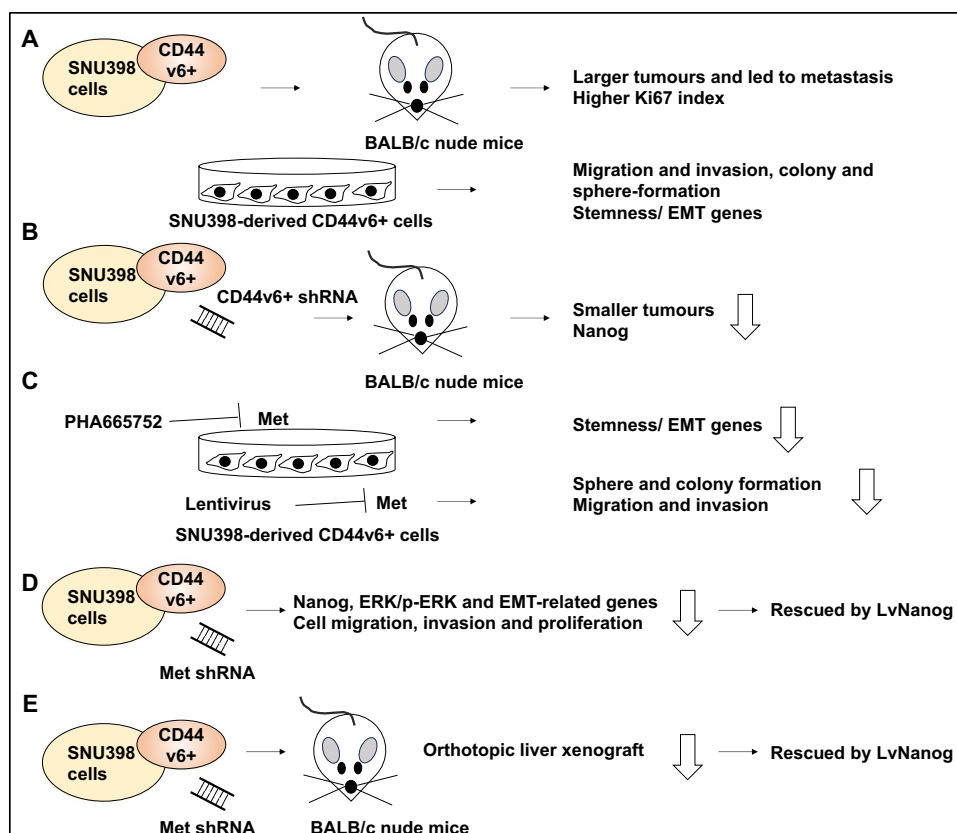 A
SNU398
cells
CD44
v6+
BALB/c nude mice
Larger tumours and led to metastasis
Higher Ki67 index
SNU398-derived CD44v6+ cells
Migration and invasion, colony and
sphere-formation
Stemness/ EMT genes
B
SNU398
cells
CD44
v6+
CD44v6+ shRNA
BALB/c nude mice
Smaller tumours
Nanog
C
PHA665752
Met
Stemness/ EMT genes
Lentivirus
Met
SNU398-derived CD44v6+ cells
Sphere and colony formation
Migration and invasion
D
SNU398
cells
CD44
v6+
Met shRNA
Nanog, ERK/p-ERK and EMT-related genes
Cell migration, invasion and proliferation
Rescued by LvNanog
E
SNU398
cells
CD44
v6+
Met shRNA
BALB/c nude mice
Orthotopic liver xenograft
Rescued by LvNanog